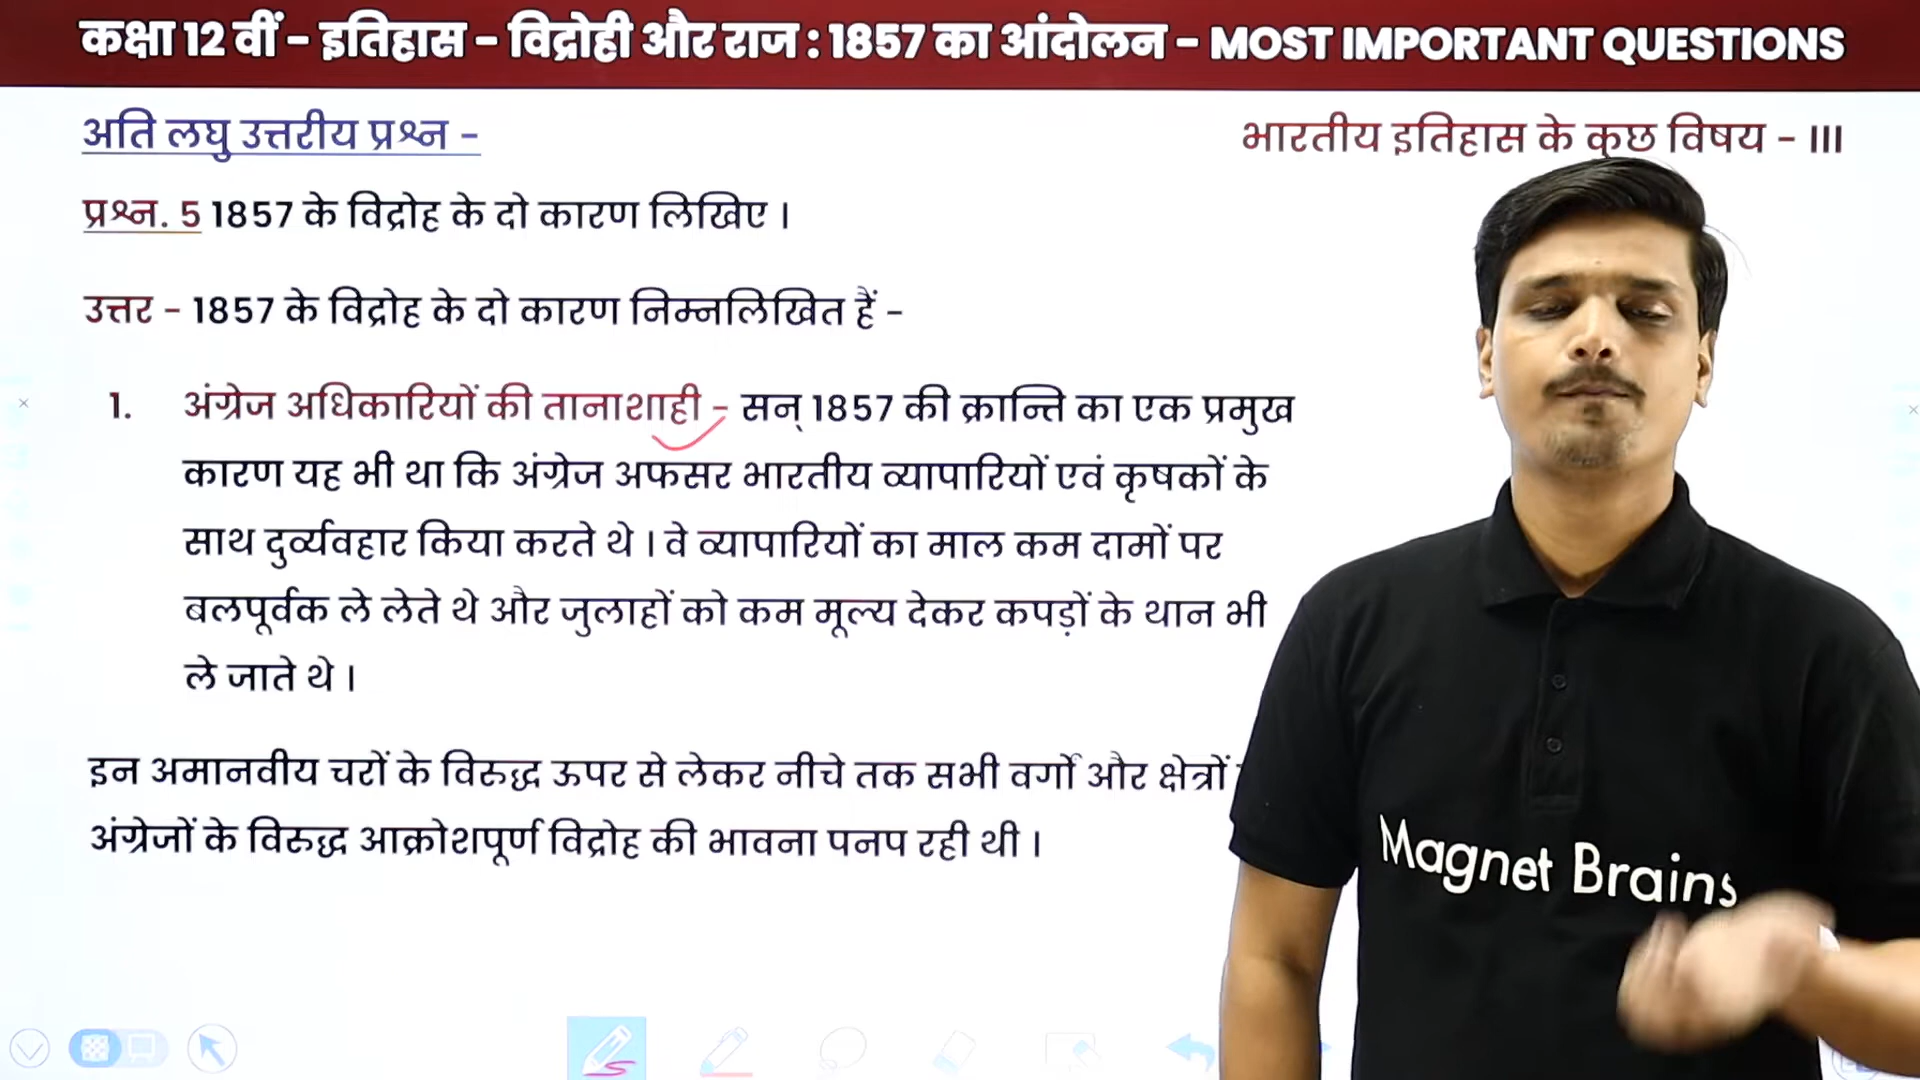 कक्षा 12 वीं - इतिहास - विद्रोही और राज : 1857 का आंदोलन - MOST IMPORTANT QUESTIONS
अति लघु उत्तरीय प्रश्न -
भारतीय इतिहास के कुछ विषय - III
प्रश्न. 5 1857 के विद्रोह के दो कारण लिखिए ।
उत्तर - 1857 के विद्रोह के दो कारण निम्नलिखित हैं -
1. अंग्रेज अधिकारियों की तानाशाही - सन् 1857 की क्रान्ति का एक प्रमुख
कारण यह भी था कि अंग्रेज अफसर भारतीय व्यापारियों एवं कृषकों के
साथ दुर्व्यवहार किया करते थे । वे व्यापारियों का माल कम दामों पर
बलपूर्वक ले लेते थे और जुलाहों को कम मूल्य देकर कपड़ों के थान भी
ले जाते थे ।
इन अमानवीय चरों के विरुद्ध ऊपर से लेकर नीचे तक सभी वर्गों और क्षेत्रों
अंग्रेजों के विरुद्ध आक्रोशपूर्ण विद्रोह की भावना पनप रही थी ।
Magnet Brains